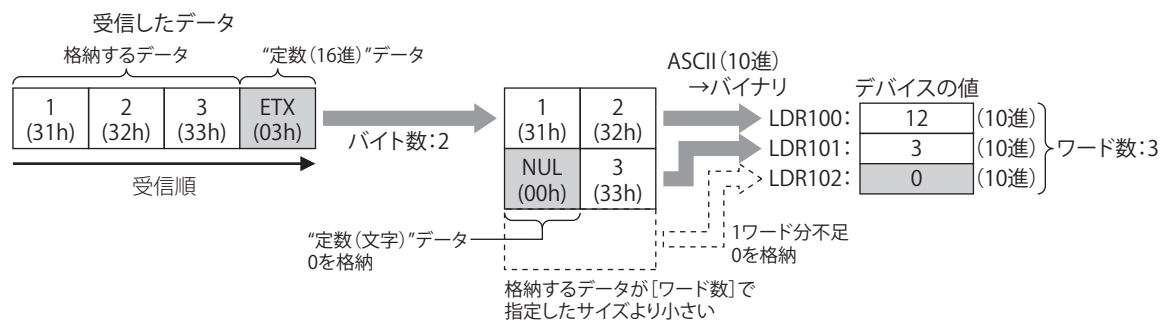 受信したデータ
格納するデータ
“定数(16進)”データ
1
(31h)
2
(32h)
3
(33h)
ETX
(03h)
受信順
バイト数:2
1
(31h)
2
(32h)
NUL
(00h)
3
(33h)
“定数(文字)”データ
0を格納
格納するデータが[ワード数]で
指定したサイズより小さい
ASCII(10進)
→バイナリ
デバイスの値
LDR100: 12 (10進)
LDR101: 3 (10進)
LDR102: 0 (10進)
ワード数:3
1ワード分不足
0を格納